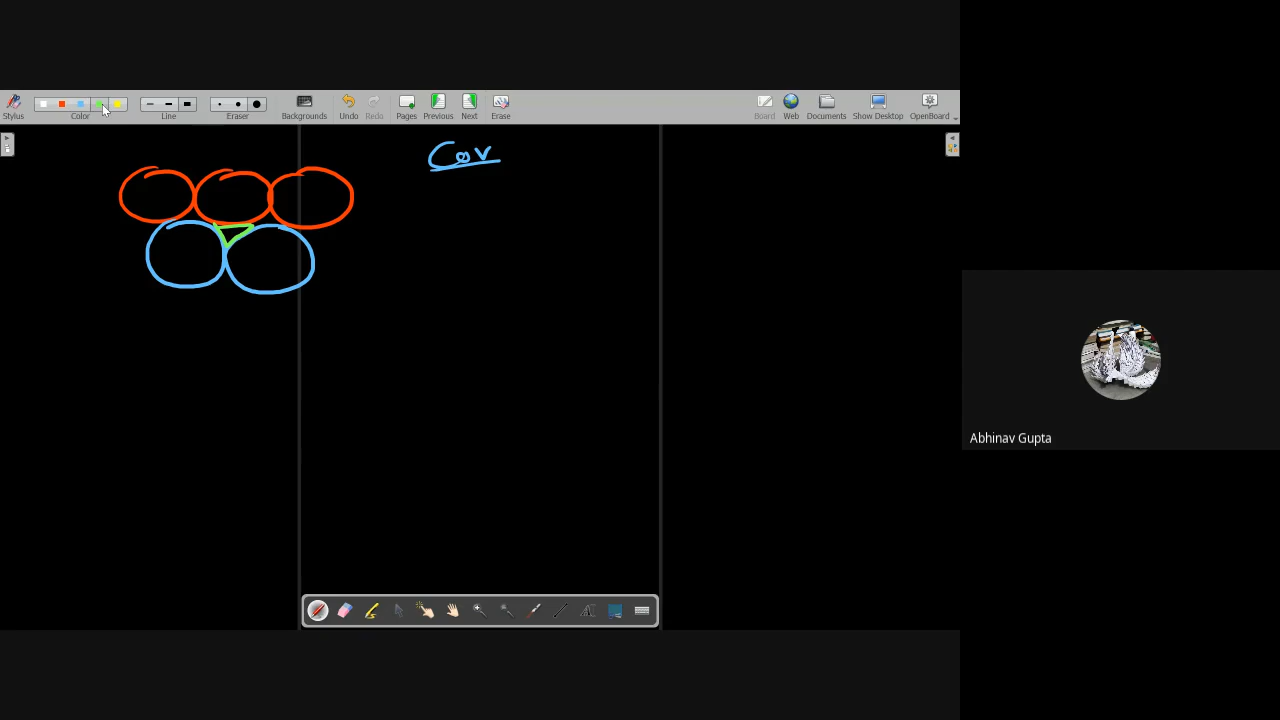 Stylus Color Line Eraser Backgrounds Undo Redo Pages Previous Next Erase Board Web Documents Show Desktop OpenBoard
Cov
Abhinav Gupta